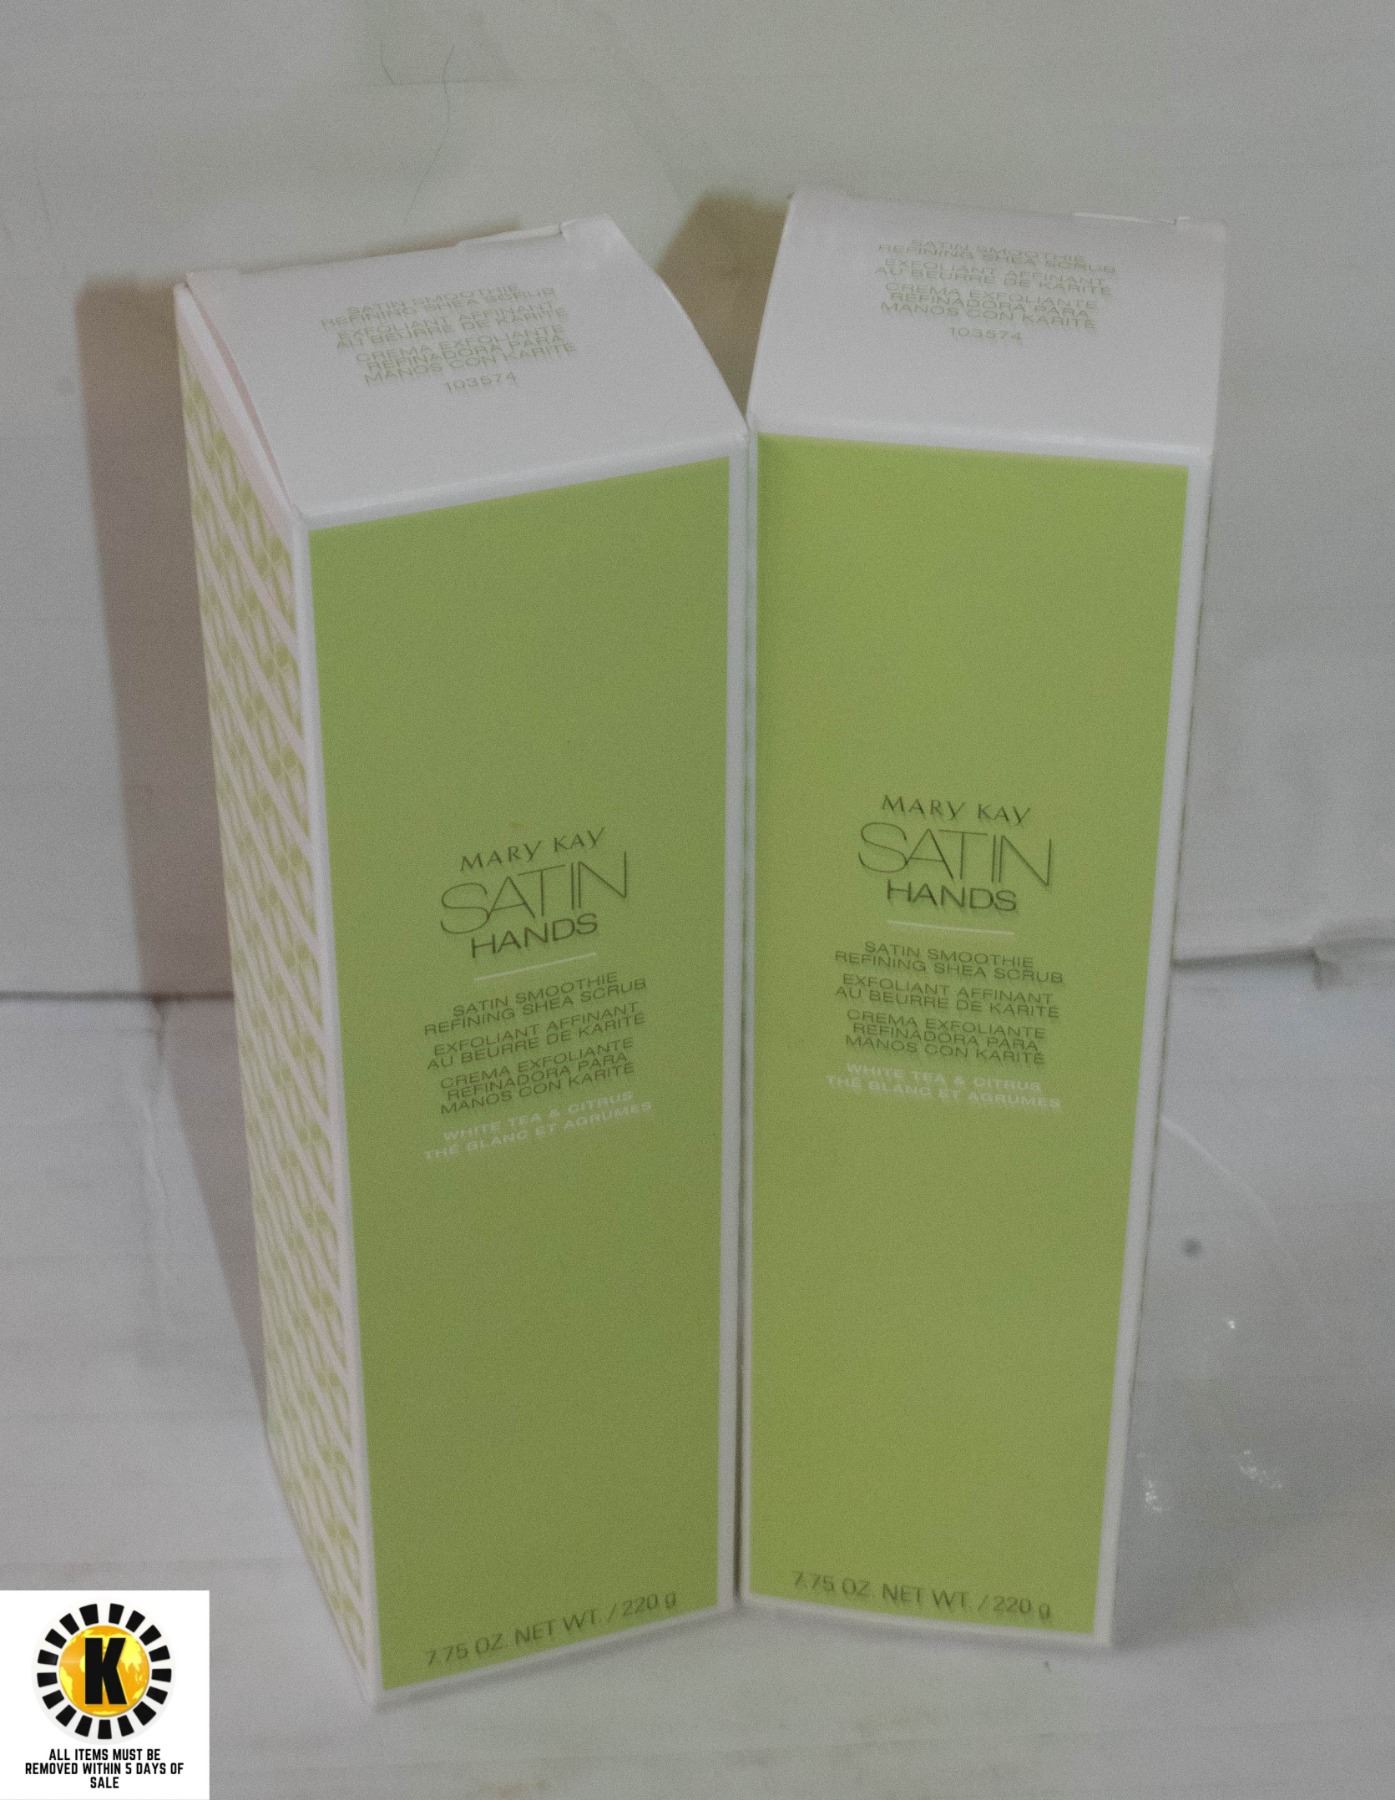 SATIN SMOOTHIE
REFINING SHEA SCRUB
EXFOLIANT AFFINANT
AU BEURRE DE KARITÉ
CREMA EXFOLIANTE
REFINADORA PARA
MANOS CON KARITÉ
103574
MARY KAY
SATIN
HANDS
SATIN SMOOTHIE
REFINING SHEA SCRUB
EXFOLIANT AFFINANT
AU BEURRE DE KARITÉ
CREMA EXFOLIANTE
REFINADORA PARA
MANOS CON KARITÉ
WHITE TEA & CITRUS
THÉ BLANC ET AGRUMES
7.75 OZ. NET WT. / 220 g
SATIN SMOOTHIE
REFINING SHEA SCRUB
EXFOLIANT AFFINANT
AU BEURRE DE KARITÉ
CREMA EXFOLIANTE
REFINADORA PARA
MANOS CON KARITÉ
103574
MARY KAY
SATIN
HANDS
SATIN SMOOTHIE
REFINING SHEA SCRUB
EXFOLIANT AFFINANT
AU BEURRE DE KARITÉ
CREMA EXFOLIANTE
REFINADORA PARA
MANOS CON KARITÉ
WHITE TEA & CITRUS
THÉ BLANC ET AGRUMES
7.75 OZ. NET WT. / 220 g
K
ALL ITEMS MUST BE
REMOVED WITHIN 5 DAYS OF
SALE